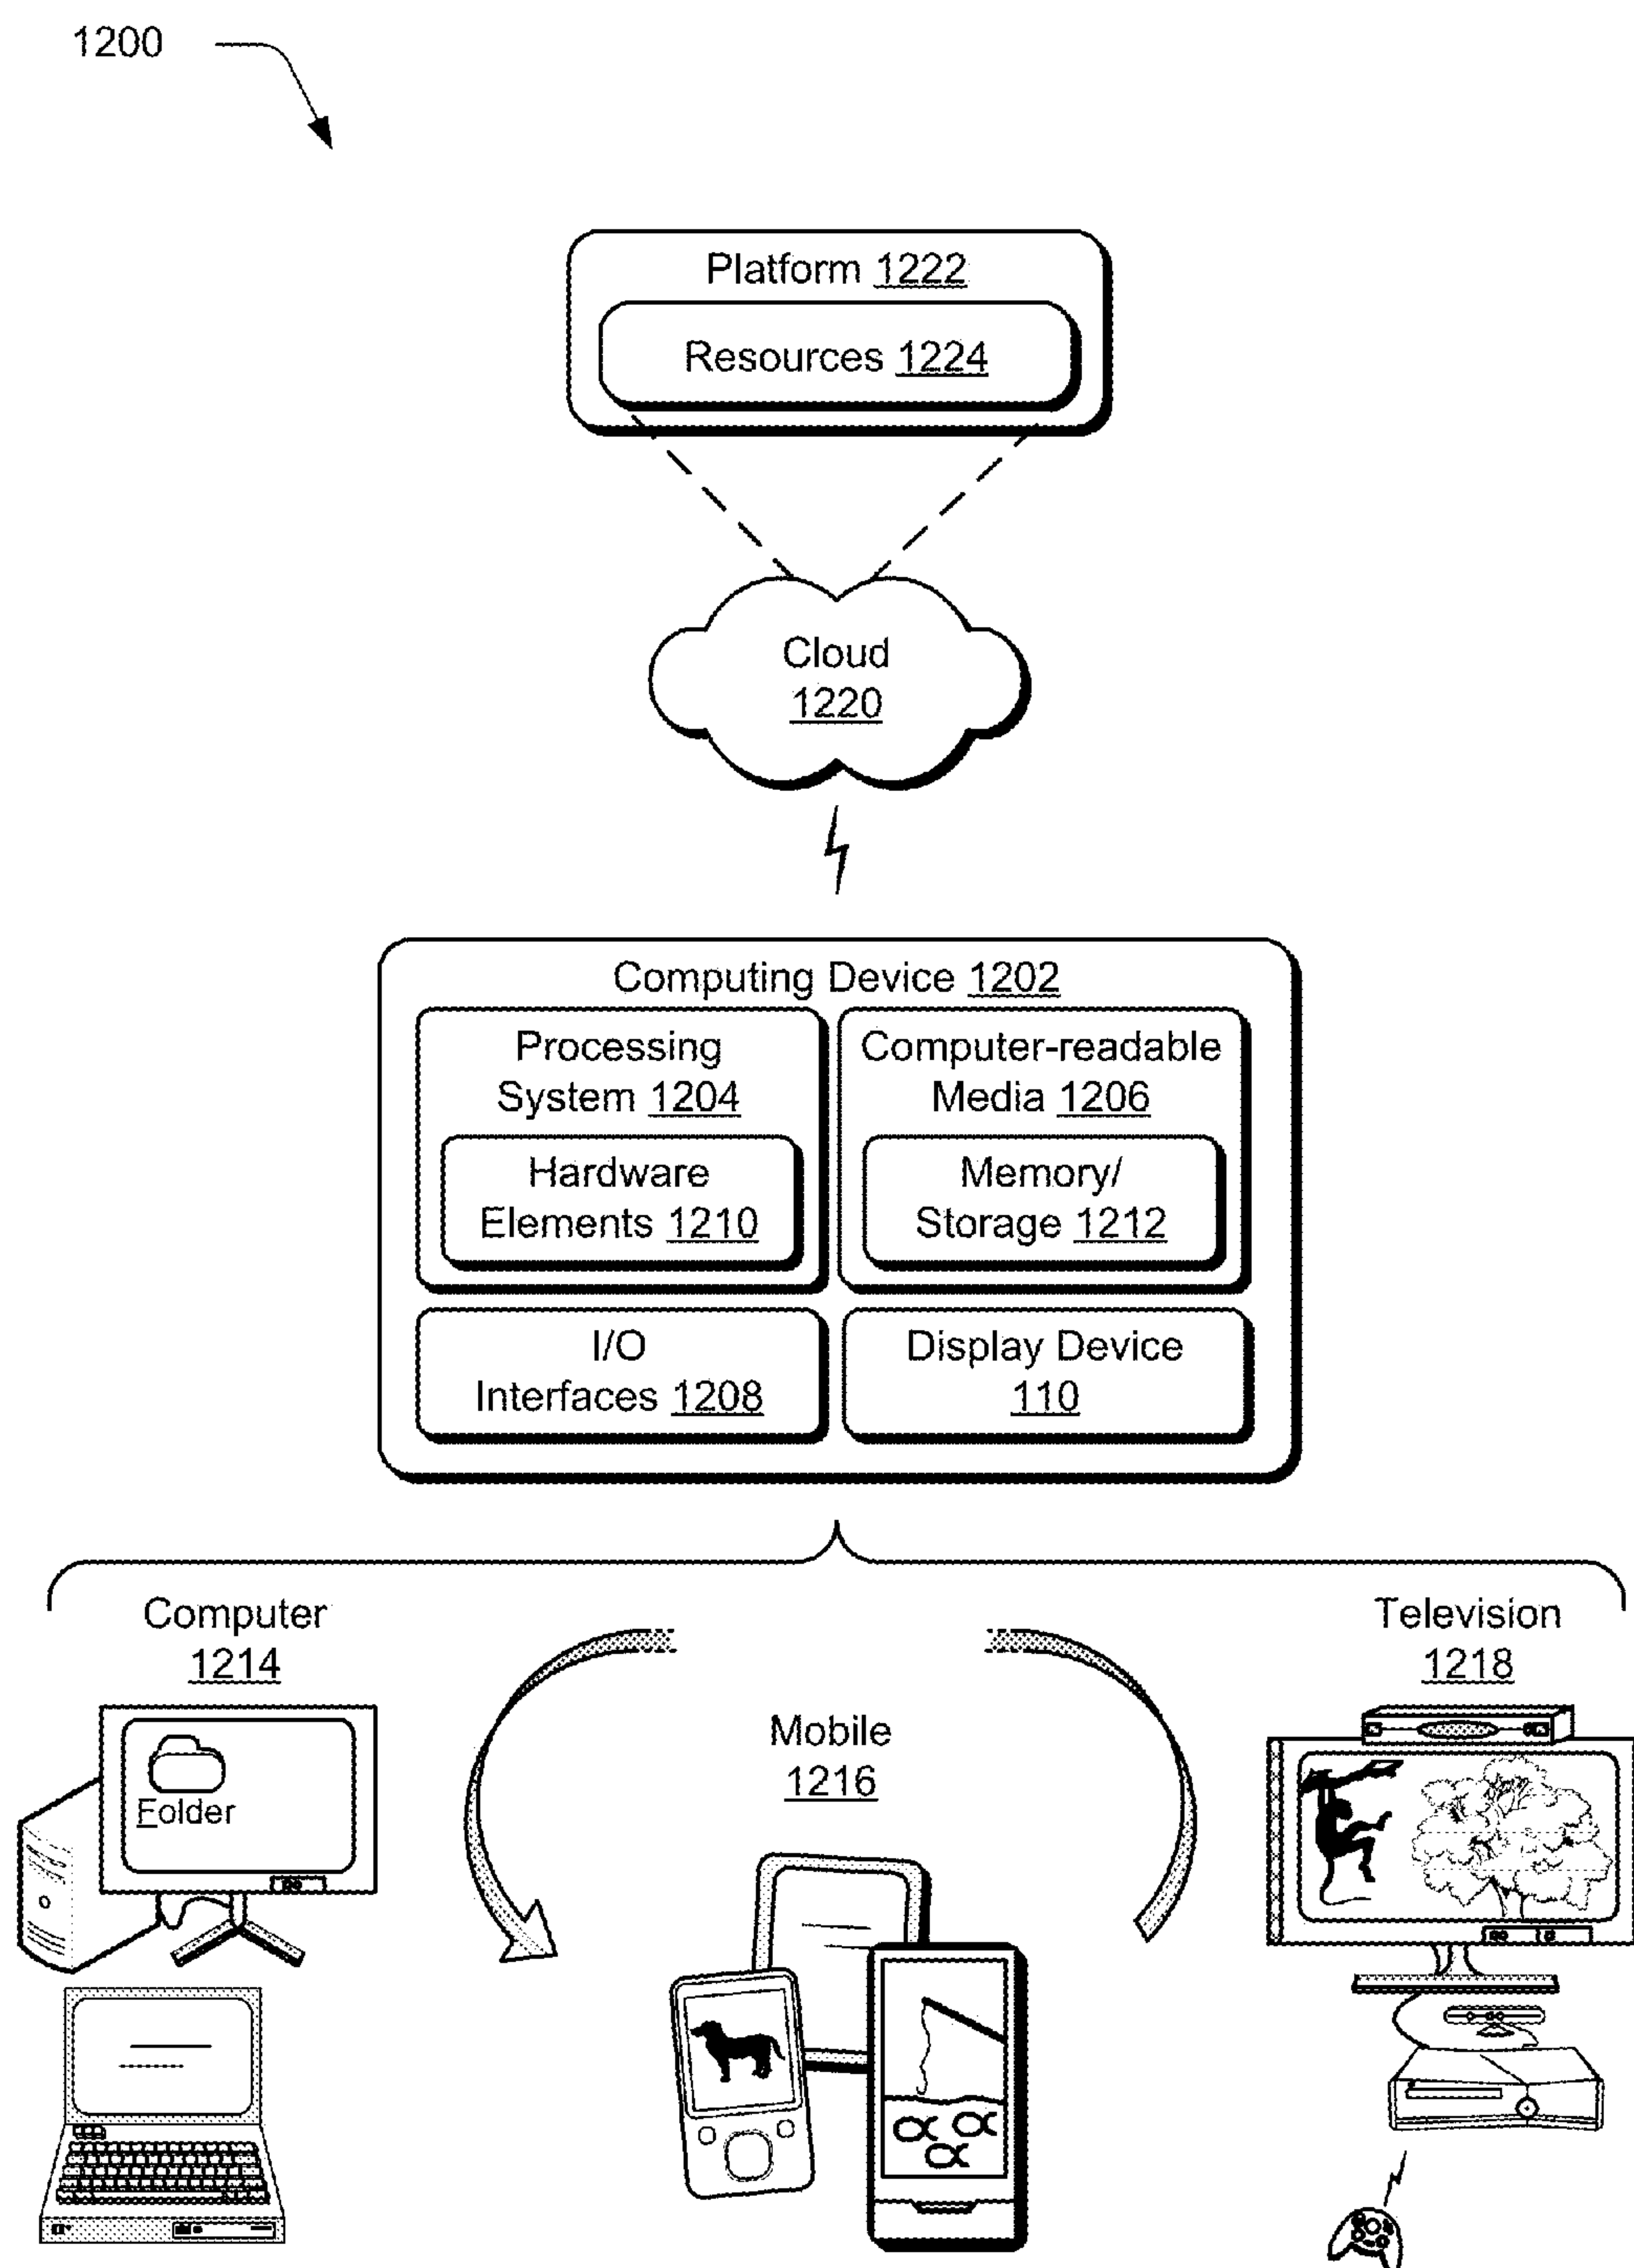 1200
Platform 1222
Resources 1224
Cloud
1220
Computing Device 1202
Processing
System 1204
Hardware
Elements 1210
Computer-readable
Media 1206
Memory/
Storage 1212
I/O
Interfaces 1208
Display Device
110
Computer
1214
Folder
Mobile
1216
Television
1218